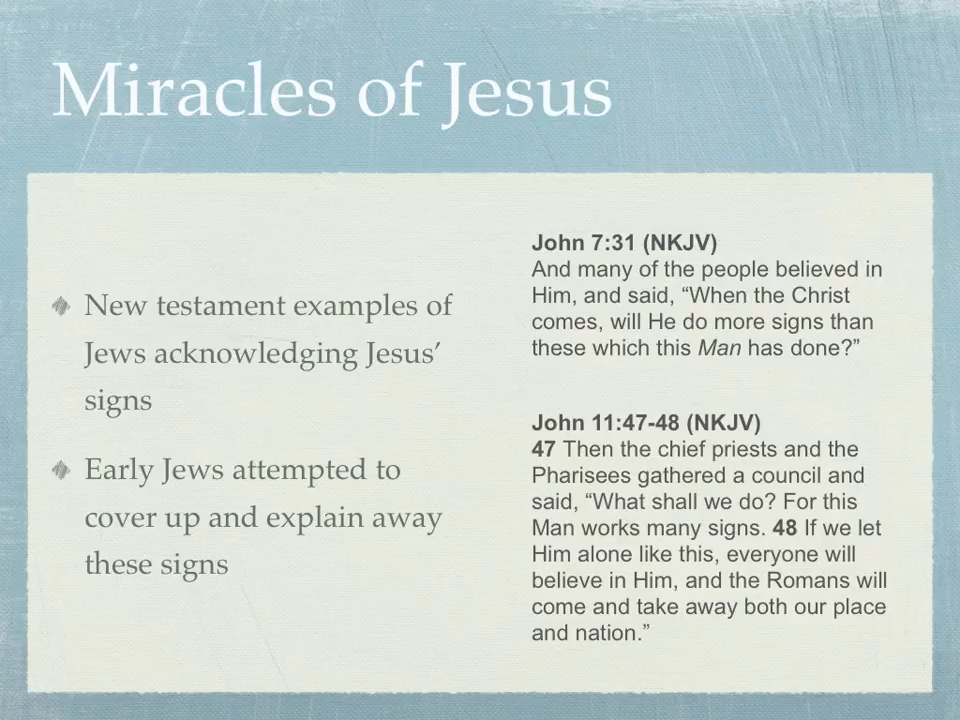 Miracles of Jesus
New testament examples of
Jews acknowledging Jesus’
signs
Early Jews attempted to
cover up and explain away
these signs
John 7:31 (NKJV)
And many of the people believed in
Him, and said, “When the Christ
comes, will He do more signs than
these which this Man has done?”
John 11:47-48 (NKJV)
47 Then the chief priests and the
Pharisees gathered a council and
said, “What shall we do? For this
Man works many signs. 48 If we let
Him alone like this, everyone will
believe in Him, and the Romans will
come and take away both our place
and nation.”